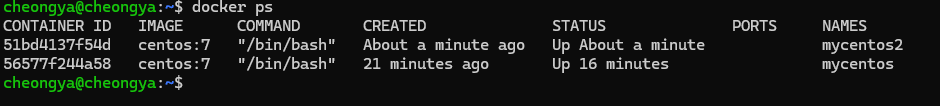 cheongya@cheongya:~$ docker ps
CONTAINER ID   IMAGE      COMMAND       CREATED              STATUS              PORTS     NAMES
51bd4137f54d   centos:7   "/bin/bash"   About a minute ago   Up About a minute             mycentos2
56577f244a58   centos:7   "/bin/bash"   21 minutes ago       Up 16 minutes                 mycentos
cheongya@cheongya:~$